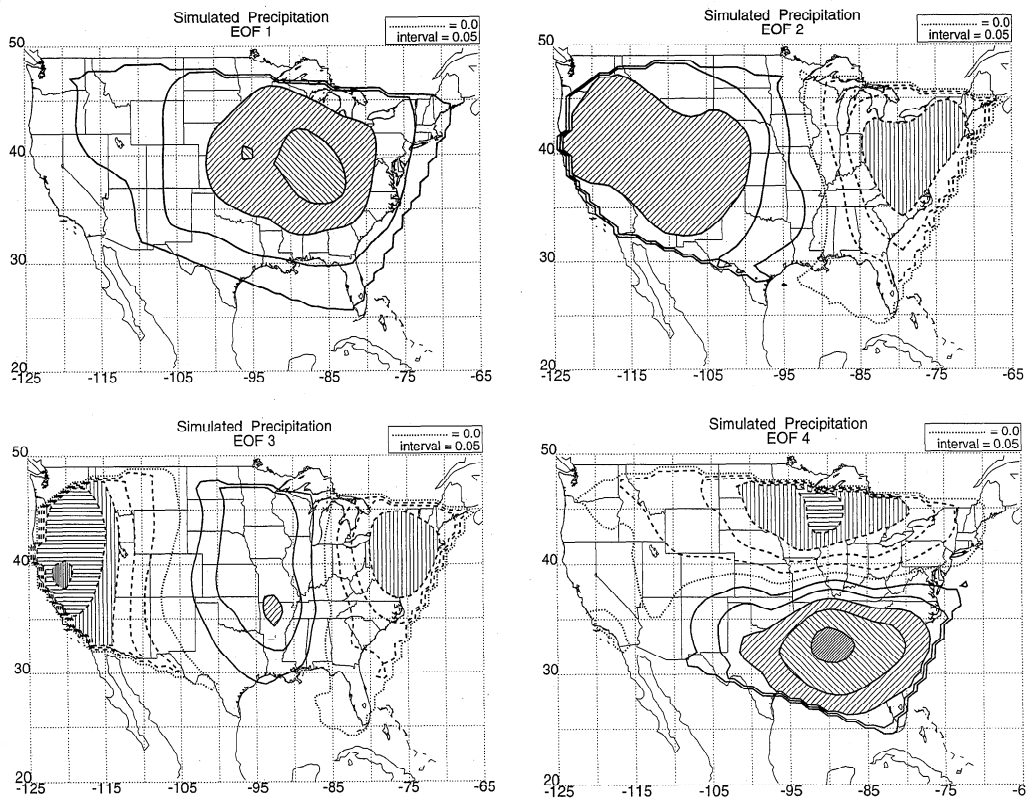 Simulated Precipitation
EOF 1
............ = 0.0
interval = 0.05
50
40
30
20
-125
-115
-105
-95
-85
-75
-65
Simulated Precipitation
EOF 2
............ = 0.0
interval = 0.05
50
40
30
20
-125
-115
-105
-95
-85
-75
-65
Simulated Precipitation
EOF 3
............ = 0.0
interval = 0.05
50
40
30
20
-125
-115
-105
-95
-85
-75
-65
Simulated Precipitation
EOF 4
............ = 0.0
interval = 0.05
50
40
30
20
-125
-115
-105
-95
-85
-75
-6